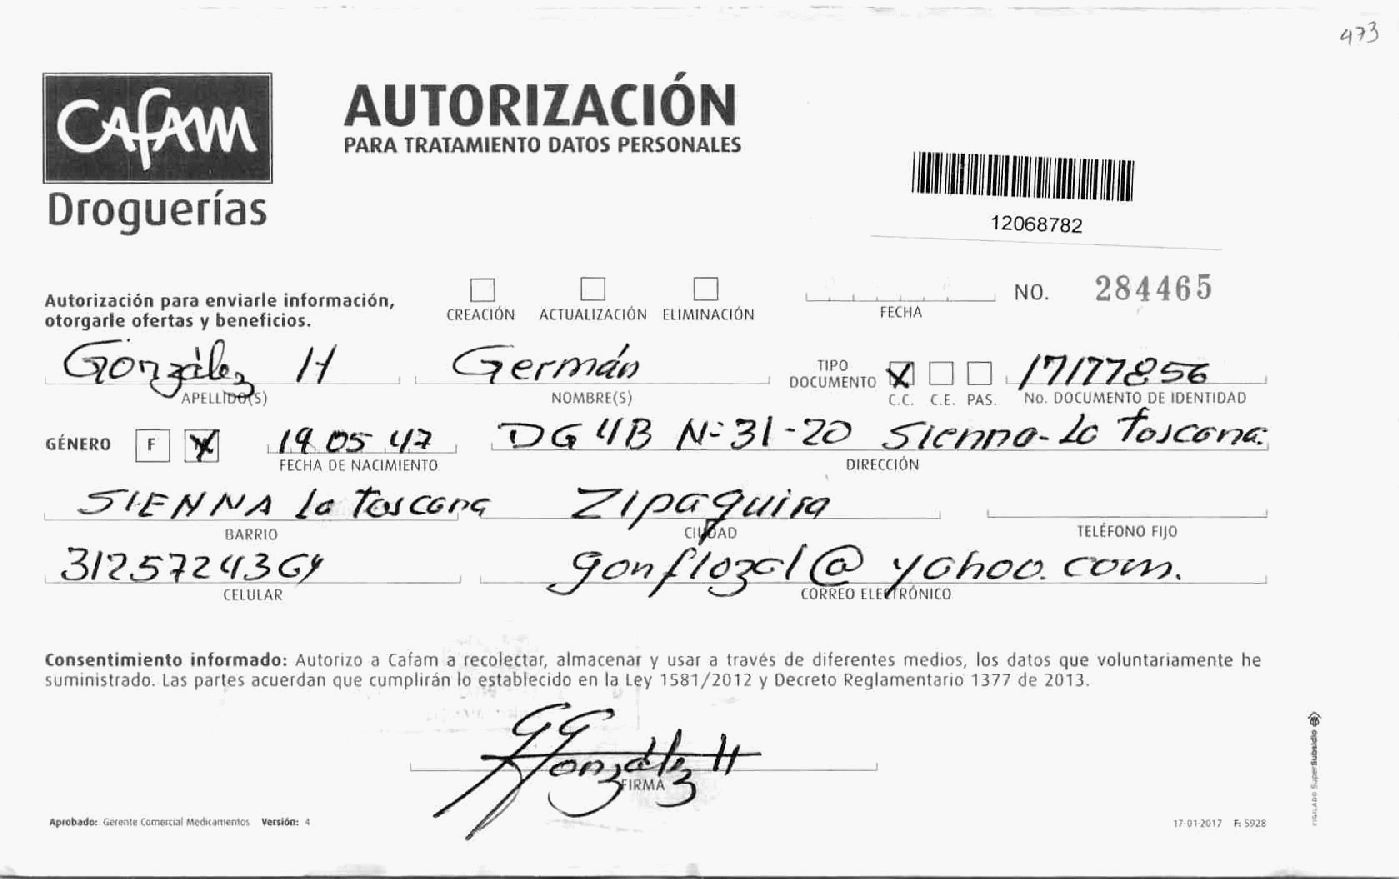 473
CAFAM
Droguerías
AUTORIZACIÓN
PARA TRATAMIENTO DATOS PERSONALES
12068782
Autorización para enviarle información,
otorgarle ofertas y beneficios.
CREACIÓN ACTUALIZACIÓN ELIMINACIÓN
FECHA
NO. 284465
González H Germán
TIPO DOCUMENTO X 17177856
APELLIDO(S) NOMBRE(S) C.C. C.E. PAS. No. DOCUMENTO DE IDENTIDAD
GÉNERO F X 19 05 47 DG 4B Nº 31-20 Sienna - la Toscana
FECHA DE NACIMIENTO DIRECCIÓN
SIENNA la Toscana Zipaquira
BARRIO CIUDAD TELÉFONO FIJO
3125724364 gonflozal@yahoo.com.
CELULAR CORREO ELECTRÓNICO
Consentimiento informado: Autorizo a Cafam a recolectar, almacenar y usar a través de diferentes medios, los datos que voluntariamente he
suministrado. Las partes acuerdan que cumplirán lo establecido en la Ley 1581/2012 y Decreto Reglamentario 1377 de 2013.
González H
FIRMA
Aprobado: Gerente Comercial Medicamentos Versión: 4
17-01-2017 F: 5928
VIGILADO SuperSubsidio